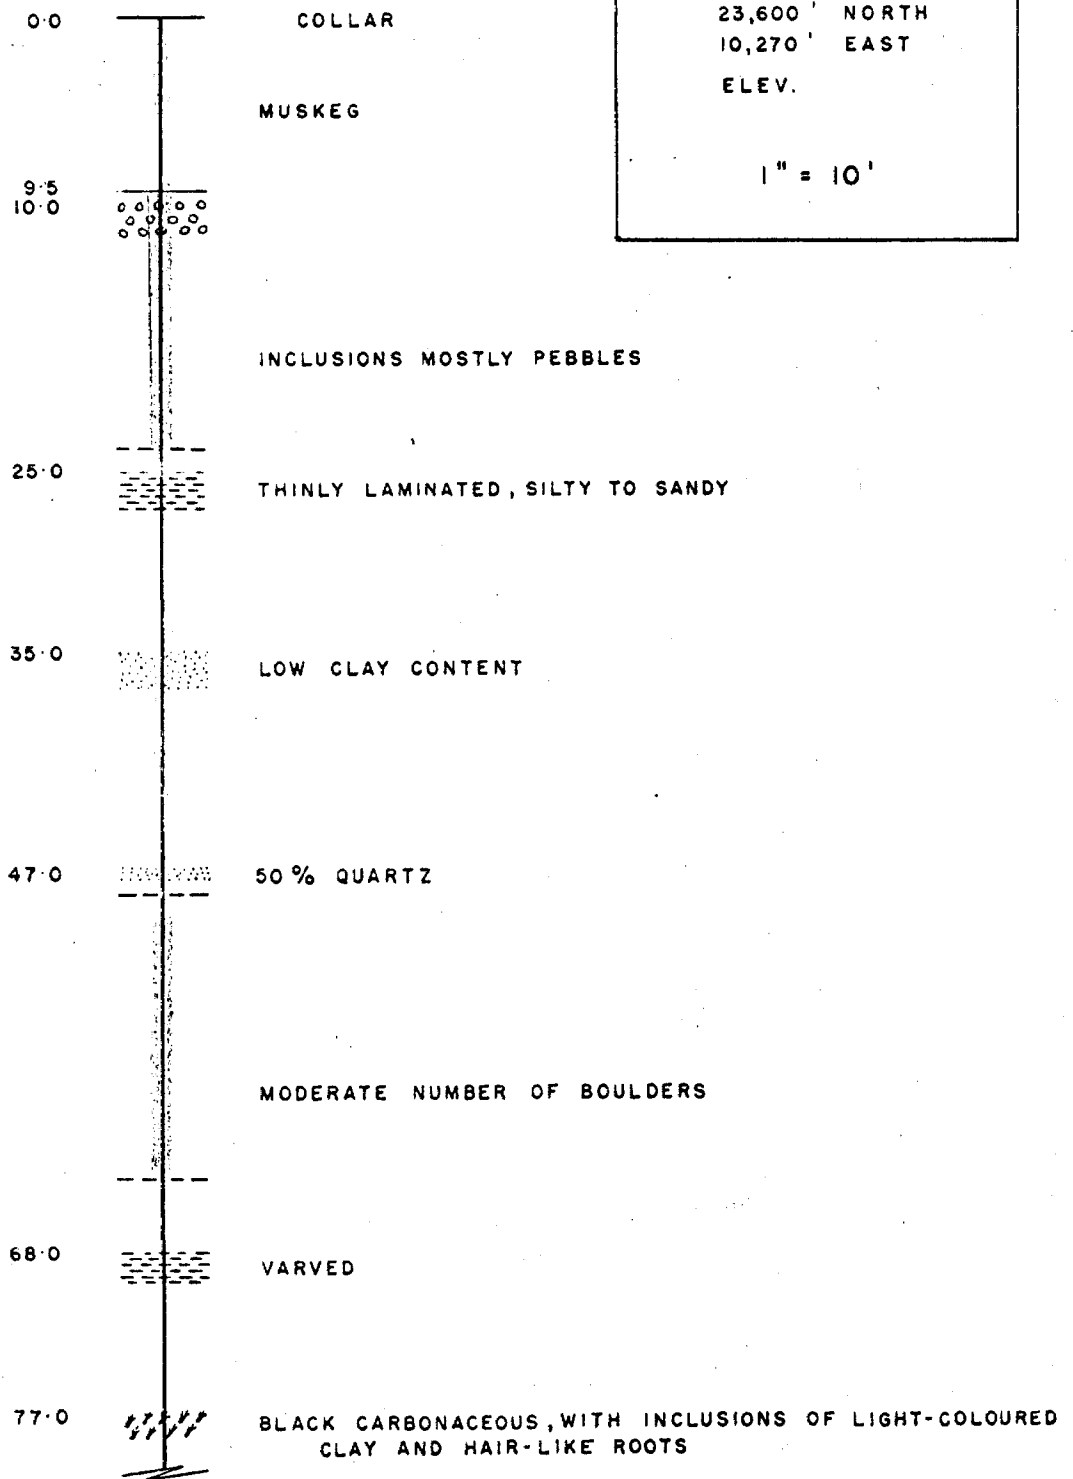 0·0 COLLAR
23,600' NORTH
10,270' EAST
ELEV.
1" = 10'
MUSKEG
9·5
10·0
INCLUSIONS MOSTLY PEBBLES
25·0
THINLY LAMINATED, SILTY TO SANDY
35·0
LOW CLAY CONTENT
47·0 50% QUARTZ
MODERATE NUMBER OF BOULDERS
68·0
VARVED
77·0 BLACK CARBONACEOUS, WITH INCLUSIONS OF LIGHT-COLOURED
CLAY AND HAIR-LIKE ROOTS